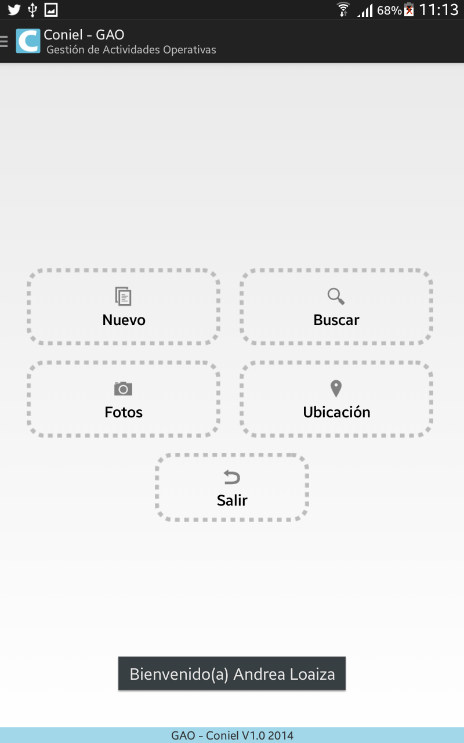 68% 11:13
Coniel - GAO
Gestión de Actividades Operativas
Nuevo
Buscar
Fotos
Ubicación
Salir
Bienvenido(a) Andrea Loaiza
GAO - Coniel V1.0 2014